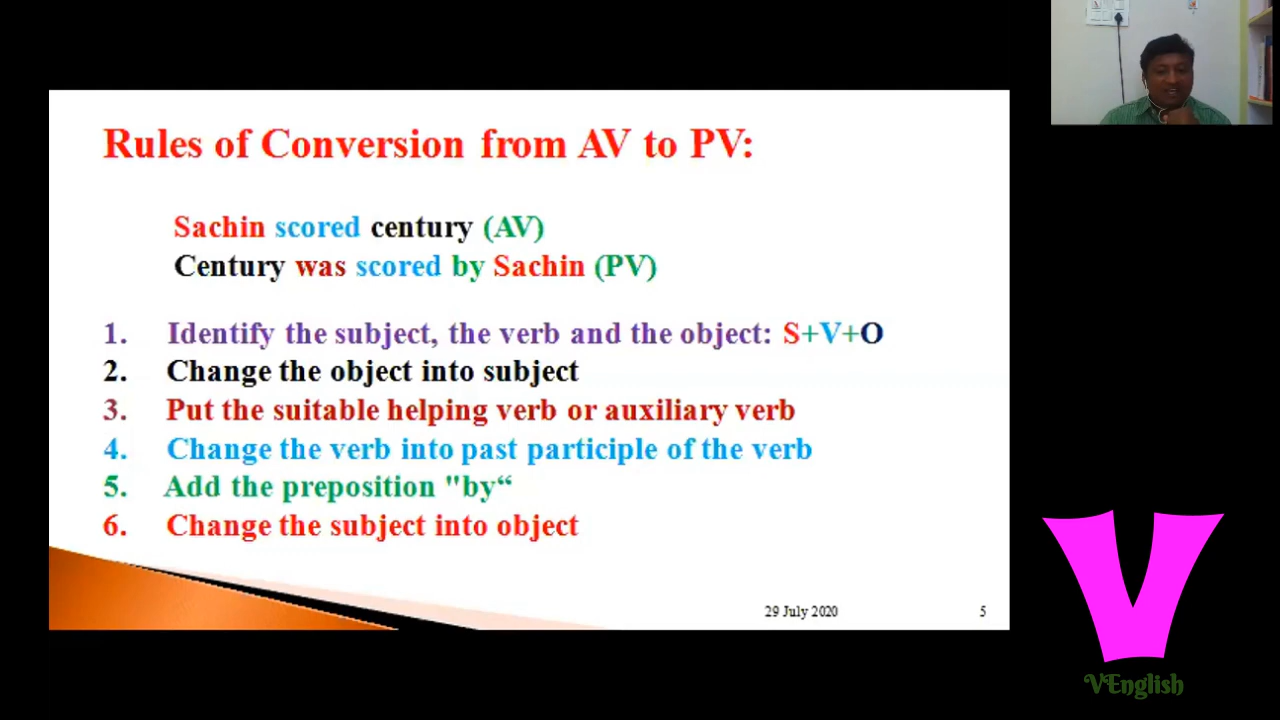 Rules of Conversion from AV to PV:
Sachin scored century (AV)
Century was scored by Sachin (PV)
1. Identify the subject, the verb and the object: S+V+O
2. Change the object into subject
3. Put the suitable helping verb or auxiliary verb
4. Change the verb into past participle of the verb
5. Add the preposition "by“
6. Change the subject into object
29 July 2020 5
V
VEnglish